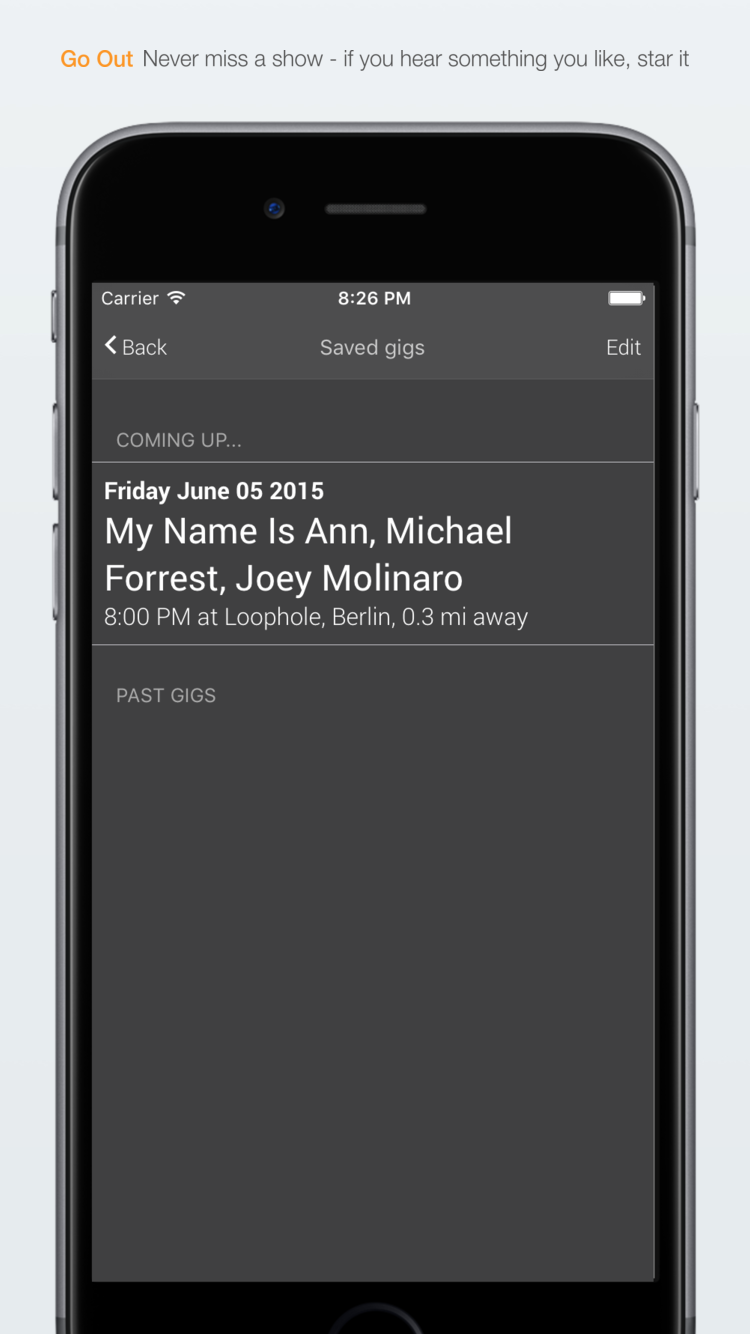 Go Out Never miss a show - if you hear something you like, star it
Carrier 8:26 PM
Back Saved gigs Edit
COMING UP...
Friday June 05 2015
My Name Is Ann, Michael
Forrest, Joey Molinaro
8:00 PM at Loophole, Berlin, 0.3 mi away
PAST GIGS